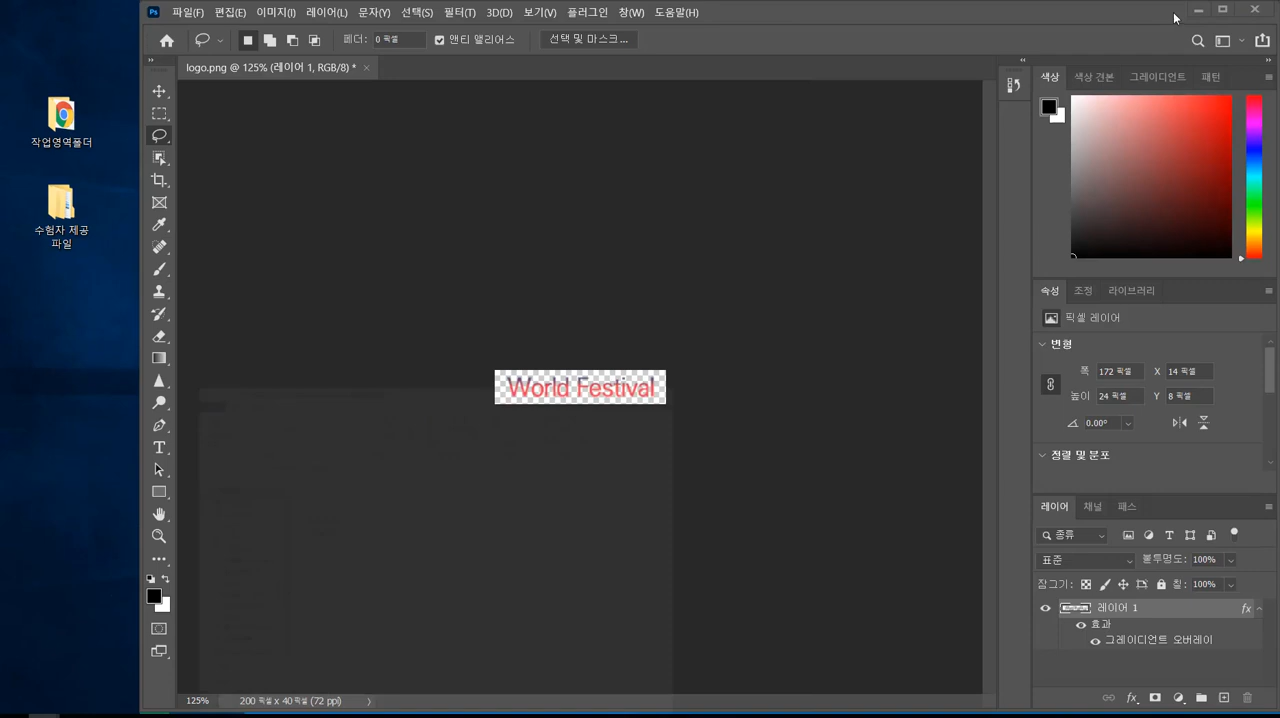 Ps 파일(F) 편집(E) 이미지(I) 레이어(L) 문자(Y) 선택(S) 필터(T) 3D(D) 보기(V) 플러그인 창(W) 도움말(H)
페더: 0 픽셀 앤티 앨리어스 선택 및 마스크...
logo.png @ 125% (레이어 1, RGB/8) *
색상 색상 견본 그레이디언트 패턴
작업영역폴더
수험자 제공
파일
속성 조정 라이브러리
픽셀 레이어
변형
폭 172 픽셀 X 14 픽셀
높이 24 픽셀 Y 8 픽셀
World Festival
0.00°
정렬 및 분포
레이어 채널 패스
종류
표준 불투명도: 100%
잠그기: 칠: 100%
레이어 1 fx
효과
그레이디언트 오버레이
125% 200 픽셀 x 40 픽셀 (72 ppi)
fx